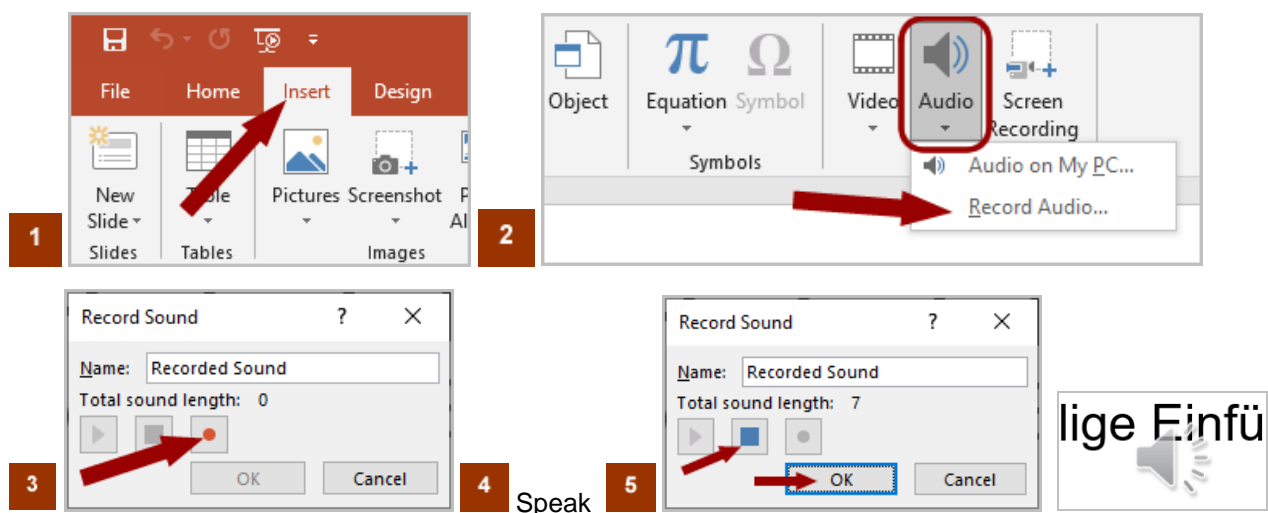 File Home Insert Design
New Slide
Table
Pictures Screenshot
Al
Slides Tables Images
1
Object Equation Symbol Video Audio Screen Recording
Symbols
Audio on My PC...
Record Audio...
2
Record Sound ?
Name: Recorded Sound
Total sound length: 0
OK Cancel
3
4
Speak
Record Sound ?
Name: Recorded Sound
Total sound length: 7
OK Cancel
5
lige Einfü